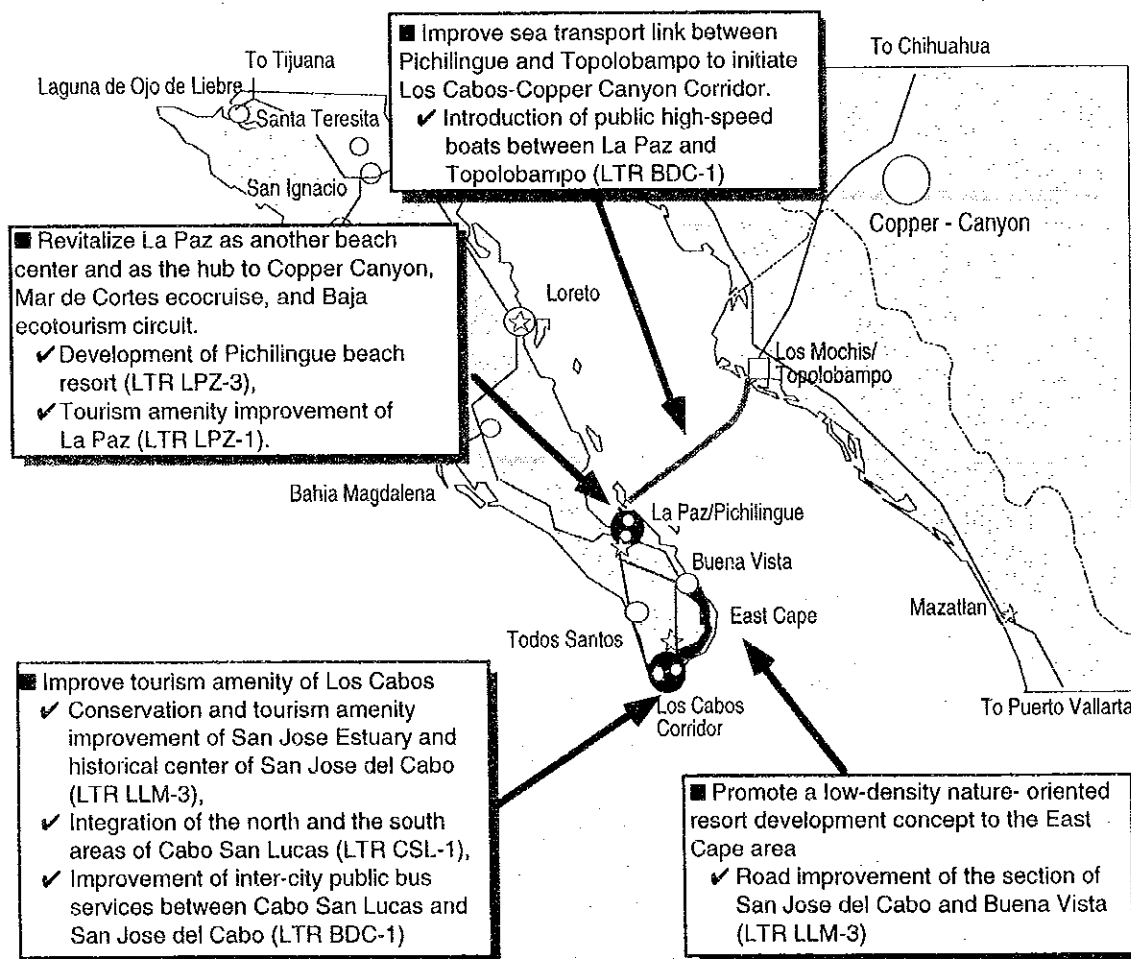 ■ Improve sea transport link between
Pichilingue and Topolobampo to initiate
Los Cabos-Copper Canyon Corridor.
✔ Introduction of public high-speed
boats between La Paz and
Topolobampo (LTR BDC-1)
To Tijuana
To Chihuahua
Laguna de Ojo de Liebre
Santa Teresita
San Ignacio
Copper - Canyon
■ Revitalize La Paz as another beach
center and as the hub to Copper Canyon,
Mar de Cortes ecocruise, and Baja
ecotourism circuit.
✔ Development of Pichilingue beach
resort (LTR LPZ-3),
✔ Tourism amenity improvement of
La Paz (LTR LPZ-1).
Loreto
Los Mochis/
Topolobampo
Bahia Magdalena
La Paz/Pichilingue
Buena Vista
East Cape
Mazatlan
Todos Santos
Los Cabos
Corridor
To Puerto Vallarta
■ Improve tourism amenity of Los Cabos
✔ Conservation and tourism amenity
improvement of San Jose Estuary and
historical center of San Jose del Cabo
(LTR LLM-3),
✔ Integration of the north and the south
areas of Cabo San Lucas (LTR CSL-1),
✔ Improvement of inter-city public bus
services between Cabo San Lucas and
San Jose del Cabo (LTR BDC-1)
■ Promote a low-density nature- oriented
resort development concept to the East
Cape area
✔ Road improvement of the section of
San Jose del Cabo and Buena Vista
(LTR LLM-3)